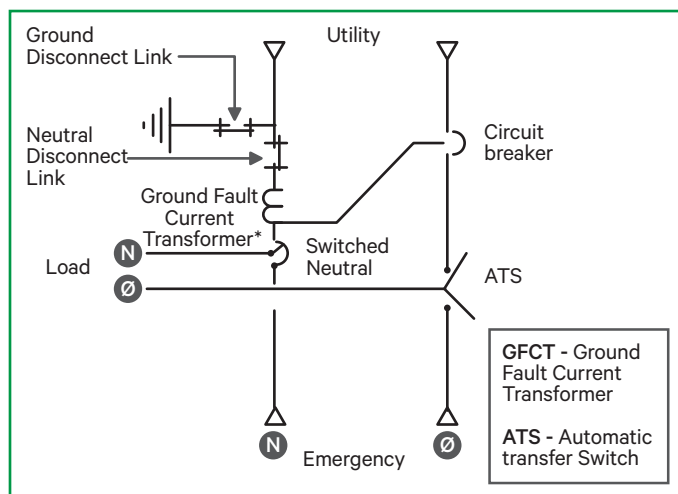 Ground
Disconnect Link
Utility
Neutral
Disconnect
Link
Circuit
breaker
Ground Fault
Current
Transformer*
N
Switched
Neutral
Load
Ø
ATS
GFCT - Ground
Fault Current
Transformer
ATS - Automatic
transfer Switch
N
Emergency
Ø